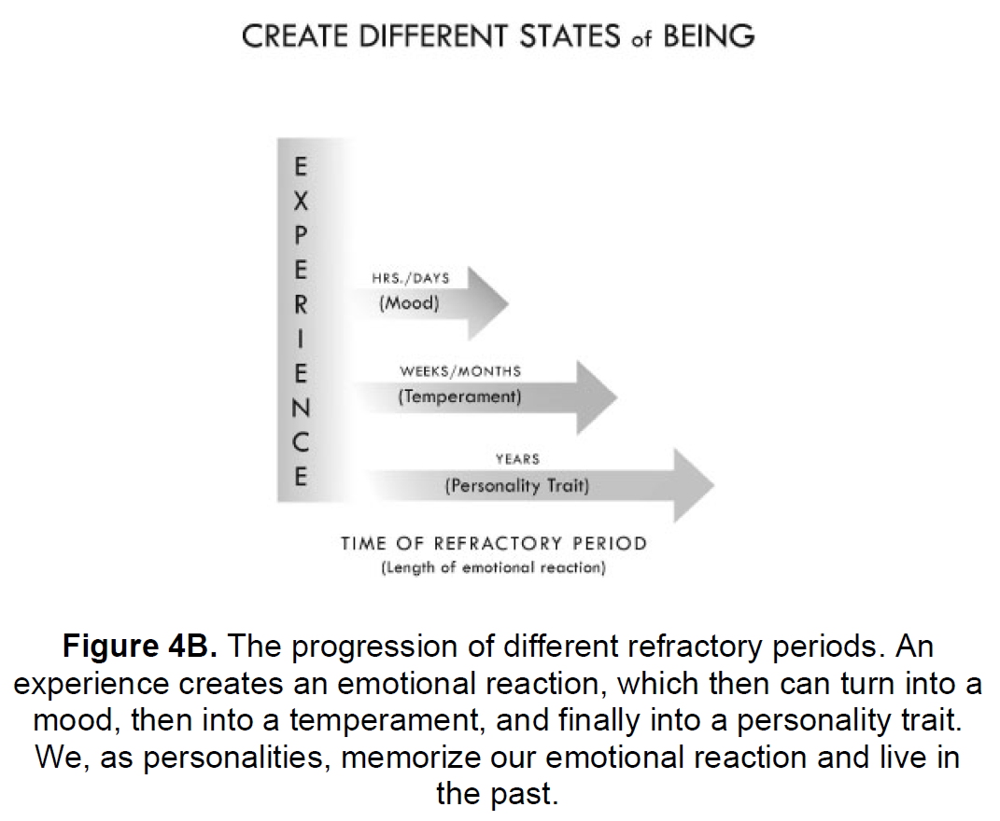 CREATE DIFFERENT STATES of BEING
EXPERIENCE
HRS./DAYS
(Mood)
WEEKS/MONTHS
(Temperament)
YEARS
(Personality Trait)
TIME OF REFRACTORY PERIOD
(Length of emotional reaction)
Figure 4B. The progression of different refractory periods. An
experience creates an emotional reaction, which then can turn into a
mood, then into a temperament, and finally into a personality trait.
We, as personalities, memorize our emotional reaction and live in
the past.